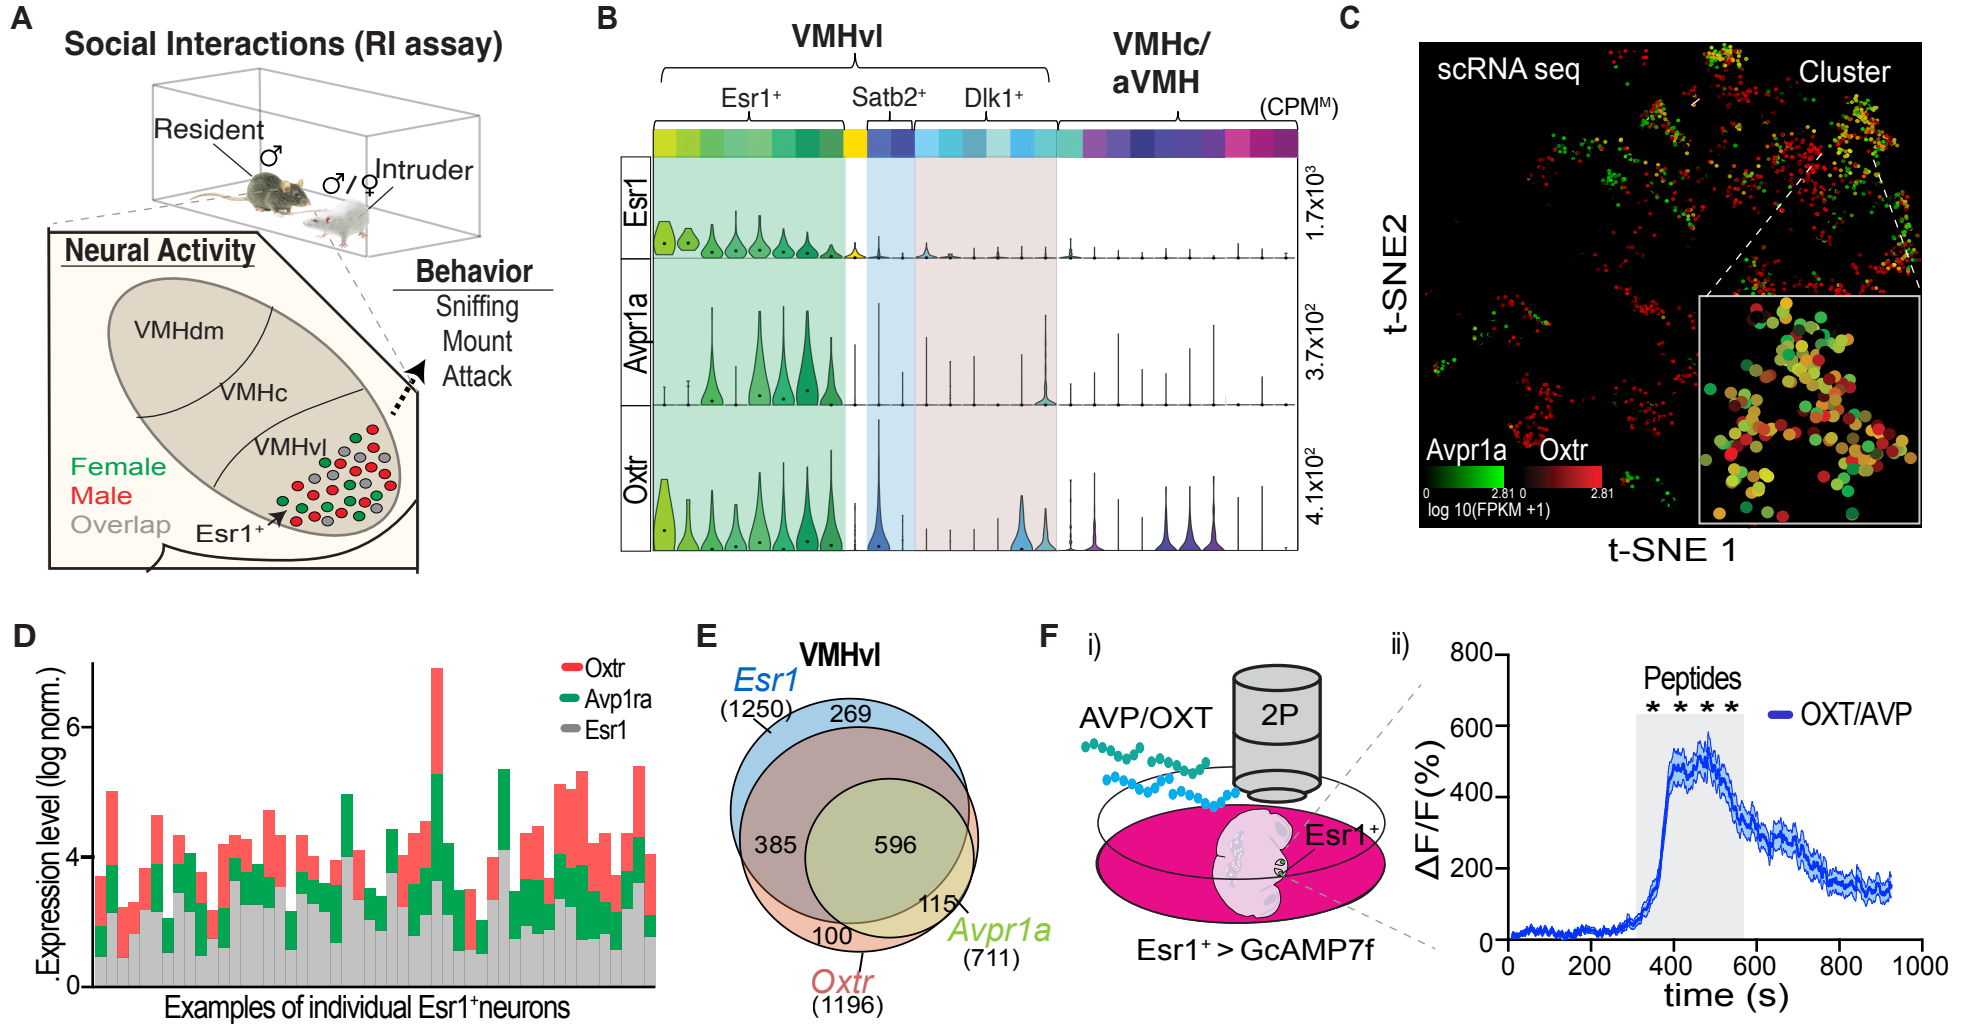 A
Social Interactions (RI assay)
Resident
♂
♂/♀
Intruder
Neural Activity
VMHdm
VMHc
VMHvl
Female
Male
Overlap
Esr1+
Behavior
Sniffing
Mount
Attack
B
VMHvl
VMHc/
aVMH
Esr1+
Satb2+
Dlk1+
(CPMᴹ)
Esr1
1.7x10³
Avpr1a
3.7x10²
Oxtr
4.1x10²
C
scRNA seq
Cluster
t-SNE2
Avpr1a
Oxtr
0 2.81 0 2.81
log 10(FPKM +1)
t-SNE 1
D
.Expression level (log norm.)
6
4
0
Oxtr
Avp1ra
Esr1
Examples of individual Esr1+neurons
E
VMHvl
Esr1
(1250)
269
385
596
115
100
Avpr1a
(711)
Oxtr
(1196)
F
i)
AVP/OXT
2P
Esr1+
Esr1+ > GcAMP7f
ii)
ΔF/F(%)
800
600
400
200
0
Peptides
* * * *
OXT/AVP
0 200 400 600 800 1000
time (s)